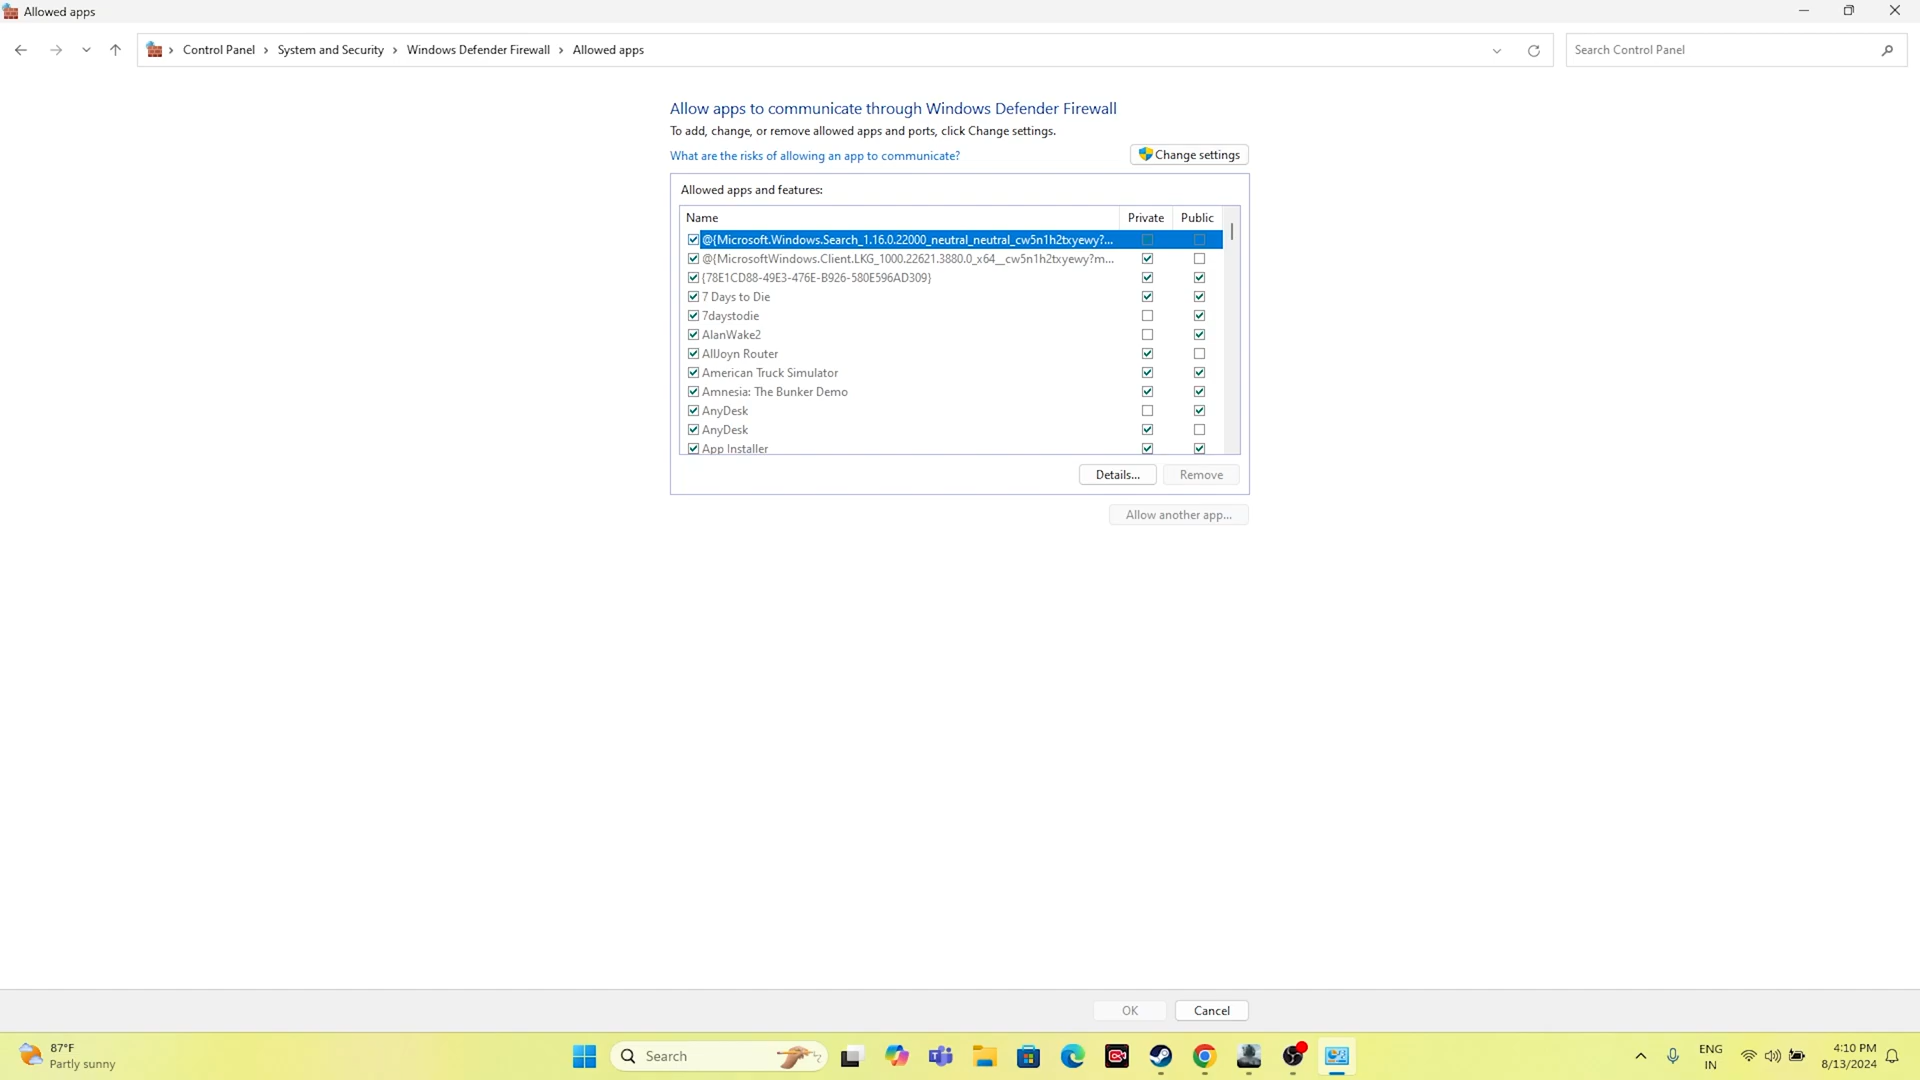 Allowed apps
Control Panel > System and Security > Windows Defender Firewall > Allowed apps
Search Control Panel
Allow apps to communicate through Windows Defender Firewall
To add, change, or remove allowed apps and ports, click Change settings.
What are the risks of allowing an app to communicate?
Change settings
Allowed apps and features:
Name Private Public
@{Microsoft.Windows.Search_1.16.0.22000_neutral_neutral_cw5n1h2txyewy?...
@{MicrosoftWindows.Client.LKG_1000.22621.3880.0_x64__cw5n1h2txyewy?m...
{78E1CD88-49E3-476E-B926-580E596AD309}
7 Days to Die
7daystodie
AlanWake2
AllJoyn Router
American Truck Simulator
Amnesia: The Bunker Demo
AnyDesk
AnyDesk
App Installer
Details... Remove
Allow another app...
OK Cancel
87°F
Partly sunny
Search
ENG
IN
4:10 PM
8/13/2024